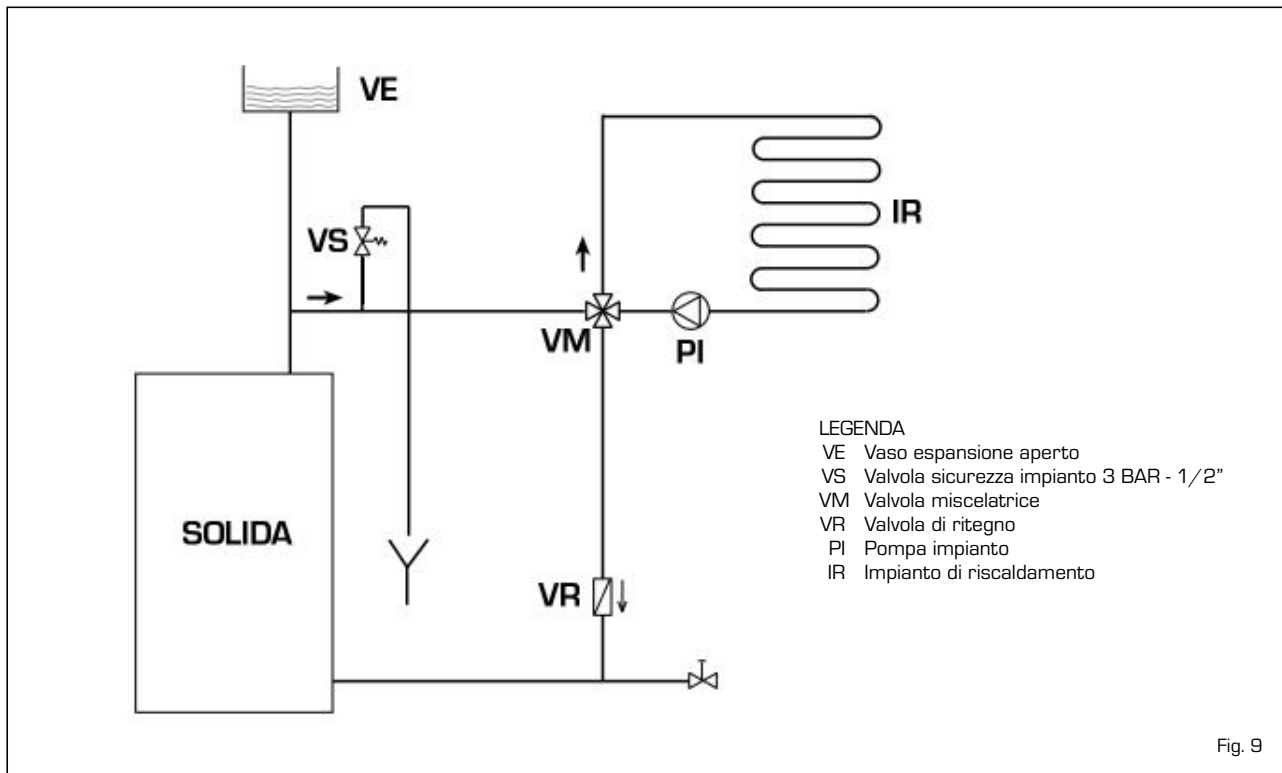 VE
VS
IR
VM
PI
SOLIDA
VR
LEGENDA
VE Vaso espansione aperto
VS Valvola sicurezza impianto 3 BAR - 1/2”
VM Valvola miscelatrice
VR Valvola di ritegno
PI Pompa impianto
IR Impianto di riscaldamento
Fig. 9